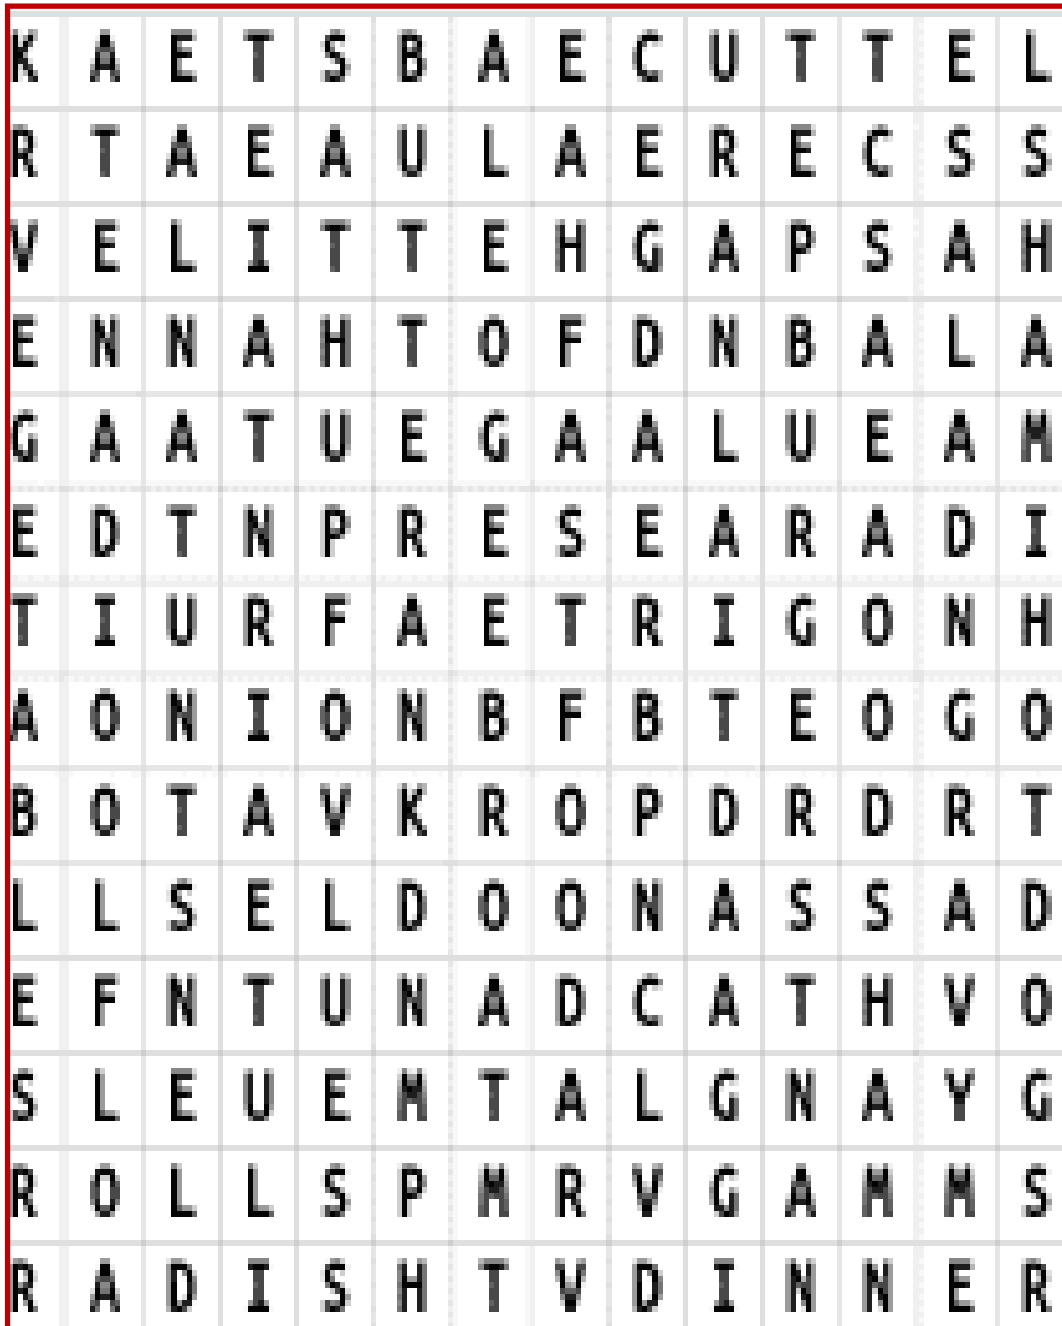 K A E T S B A E C U T T E L
R T A E A U L A E R E C S S
V E L I T T E H G A P S A H
E N N A H T O F D N B A L A
G A A T U E G A A L U E A M
E D T N P R E S E A R A D I
T I U R F A E T R I G O N H
A O N I O N B F B T E O G O
B O T A V K R O P D R D R T
L L S E L D O O N A S S A D
E F N T U N A D C A T H V O
S L E U E M T A L G N A Y G
R O L L S P M R V G A M M S
R A D I S H T V D I N N E R